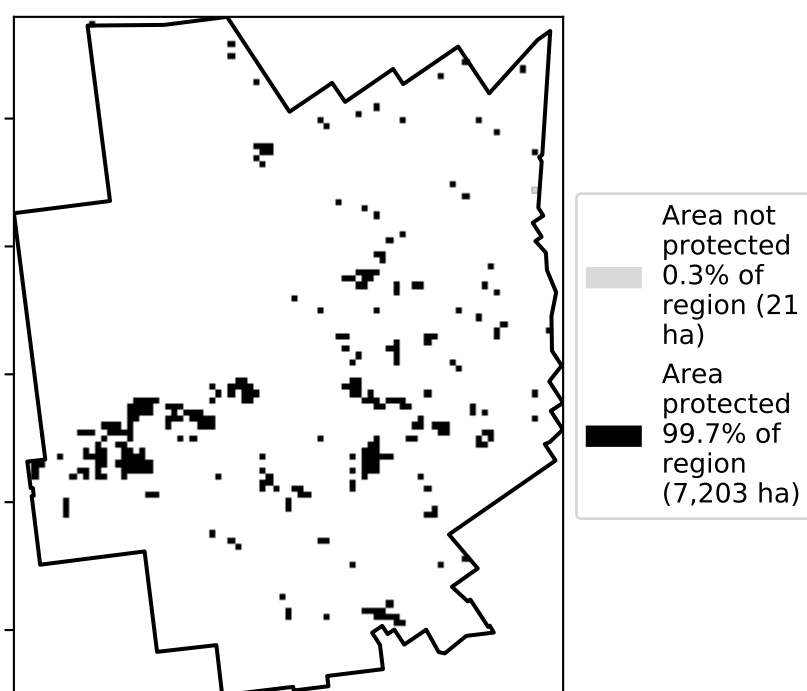 Area not
protected
0.3% of
region (21
ha)
Area
protected
99.7% of
region
(7,203 ha)